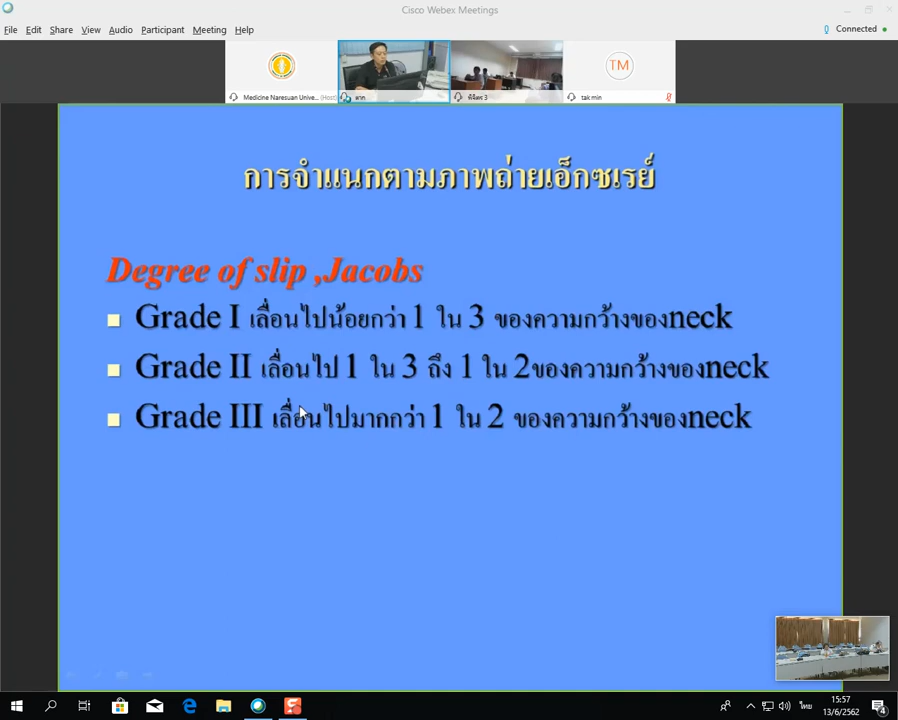 Cisco Webex Meetings
File Edit Share View Audio Participant Meeting Help
Connected
TM
Medicine Naresuan Unive... (Host)
ตาก
พิจิตร 3
tak min
การจำแนกตามภาพถ่ายเอ็กซเรย์
Degree of slip ,Jacobs
Grade I เลื่อนไปน้อยกว่า 1 ใน 3 ของความกว้างของneck
Grade II เลื่อนไป 1 ใน 3 ถึง 1 ใน 2ของความกว้างของneck
Grade III เลื่อนไปมากกว่า 1 ใน 2 ของความกว้างของneck
ไทย
15:57
13/6/2562
4